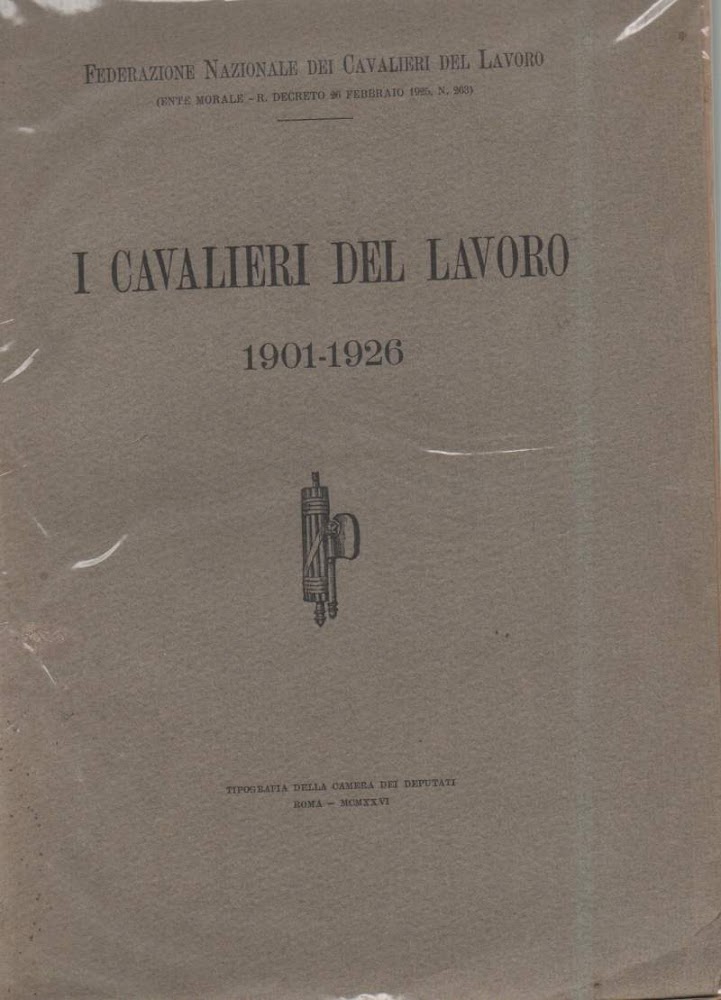 FEDERAZIONE NAZIONALE DEI CAVALIERI DEL LAVORO
(ENTE MORALE - R. DECRETO 26 FEBBRAIO 1925, N. 263)
I CAVALIERI DEL LAVORO
1901-1926
TIPOGRAFIA DELLA CAMERA DEI DEPUTATI
ROMA — MCMXXVI